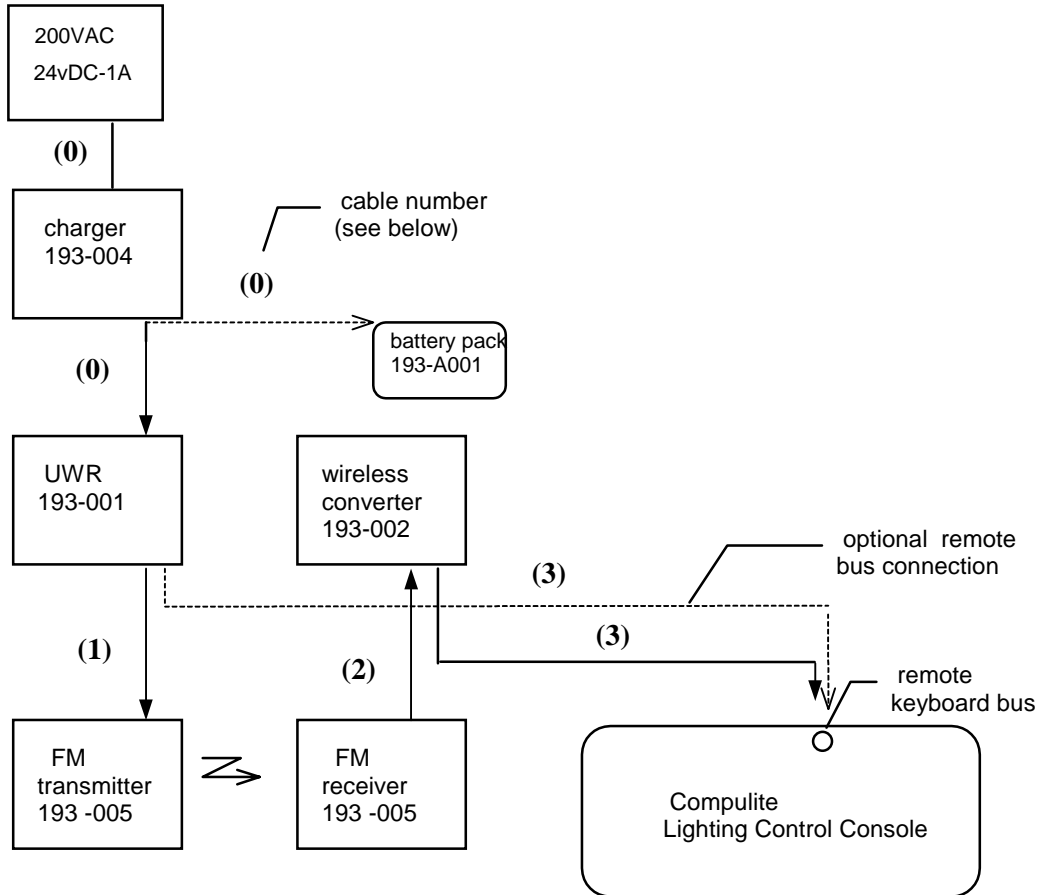 200VAC
24vDC-1A
(0)
charger
193-004
cable number
(see below)
(0)
battery pack
193-A001
(0)
UWR
193-001
wireless
converter
193-002
optional remote
bus connection
(3)
(3)
(1)
(2)
remote
keyboard bus
FM
transmitter
193 -005
FM
receiver
193 -005
Compulite
Lighting Control Console